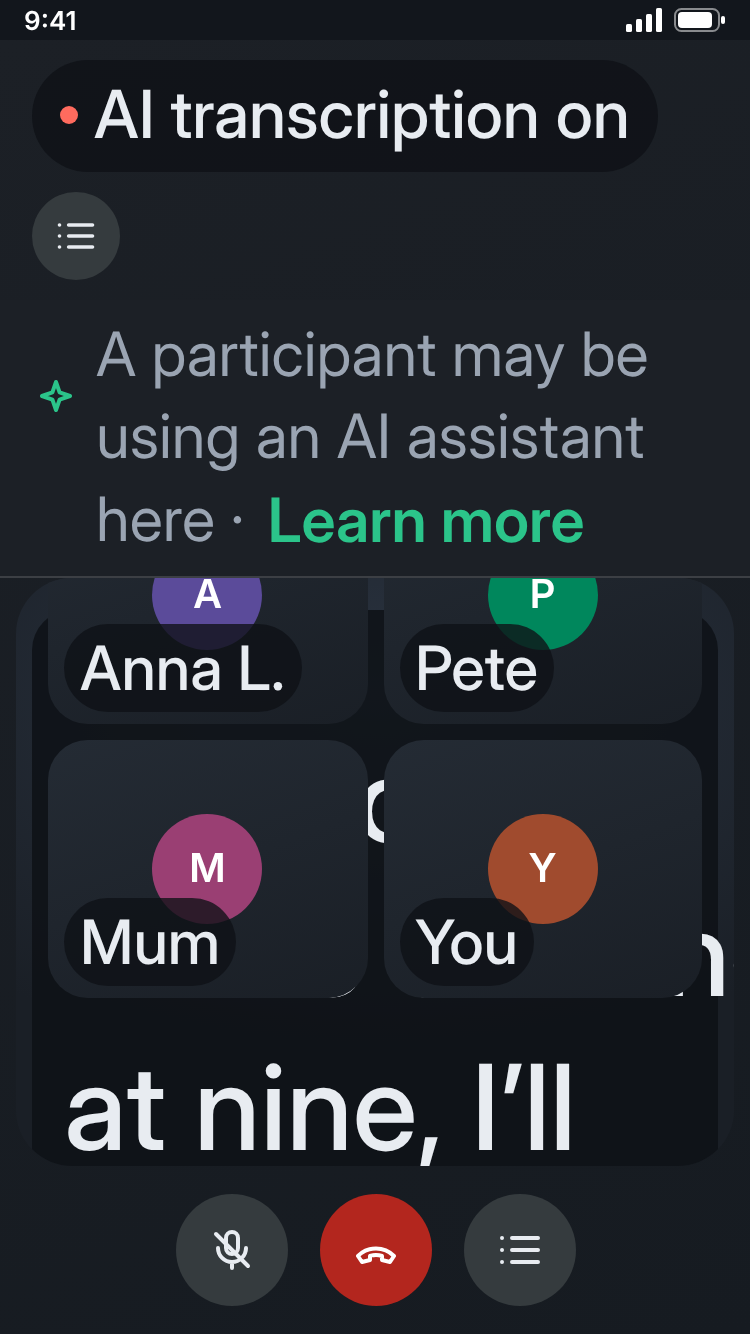 9:41
AI transcription on
A participant may be
using an AI assistant
here · Learn more
A
P
Anna L.
Pete
M
Y
Mum
You
at nine, I’ll